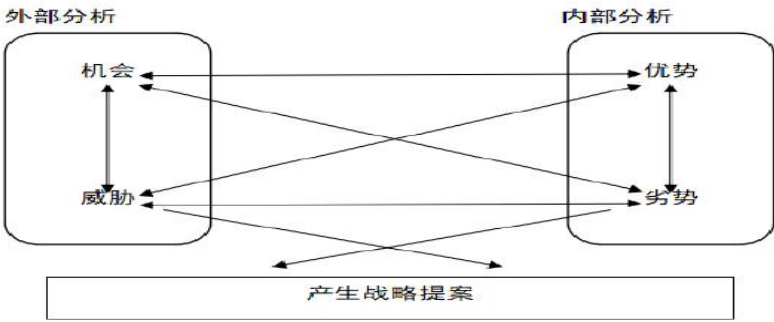 外部分析
内部分析
机会
优势
威胁
劣势
产生战略提案